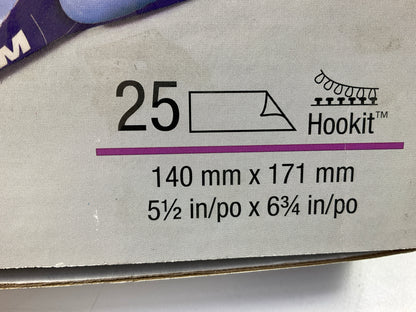 M
25
Hookit™
140 mm x 171 mm
5½ in/po x 6¾ in/po